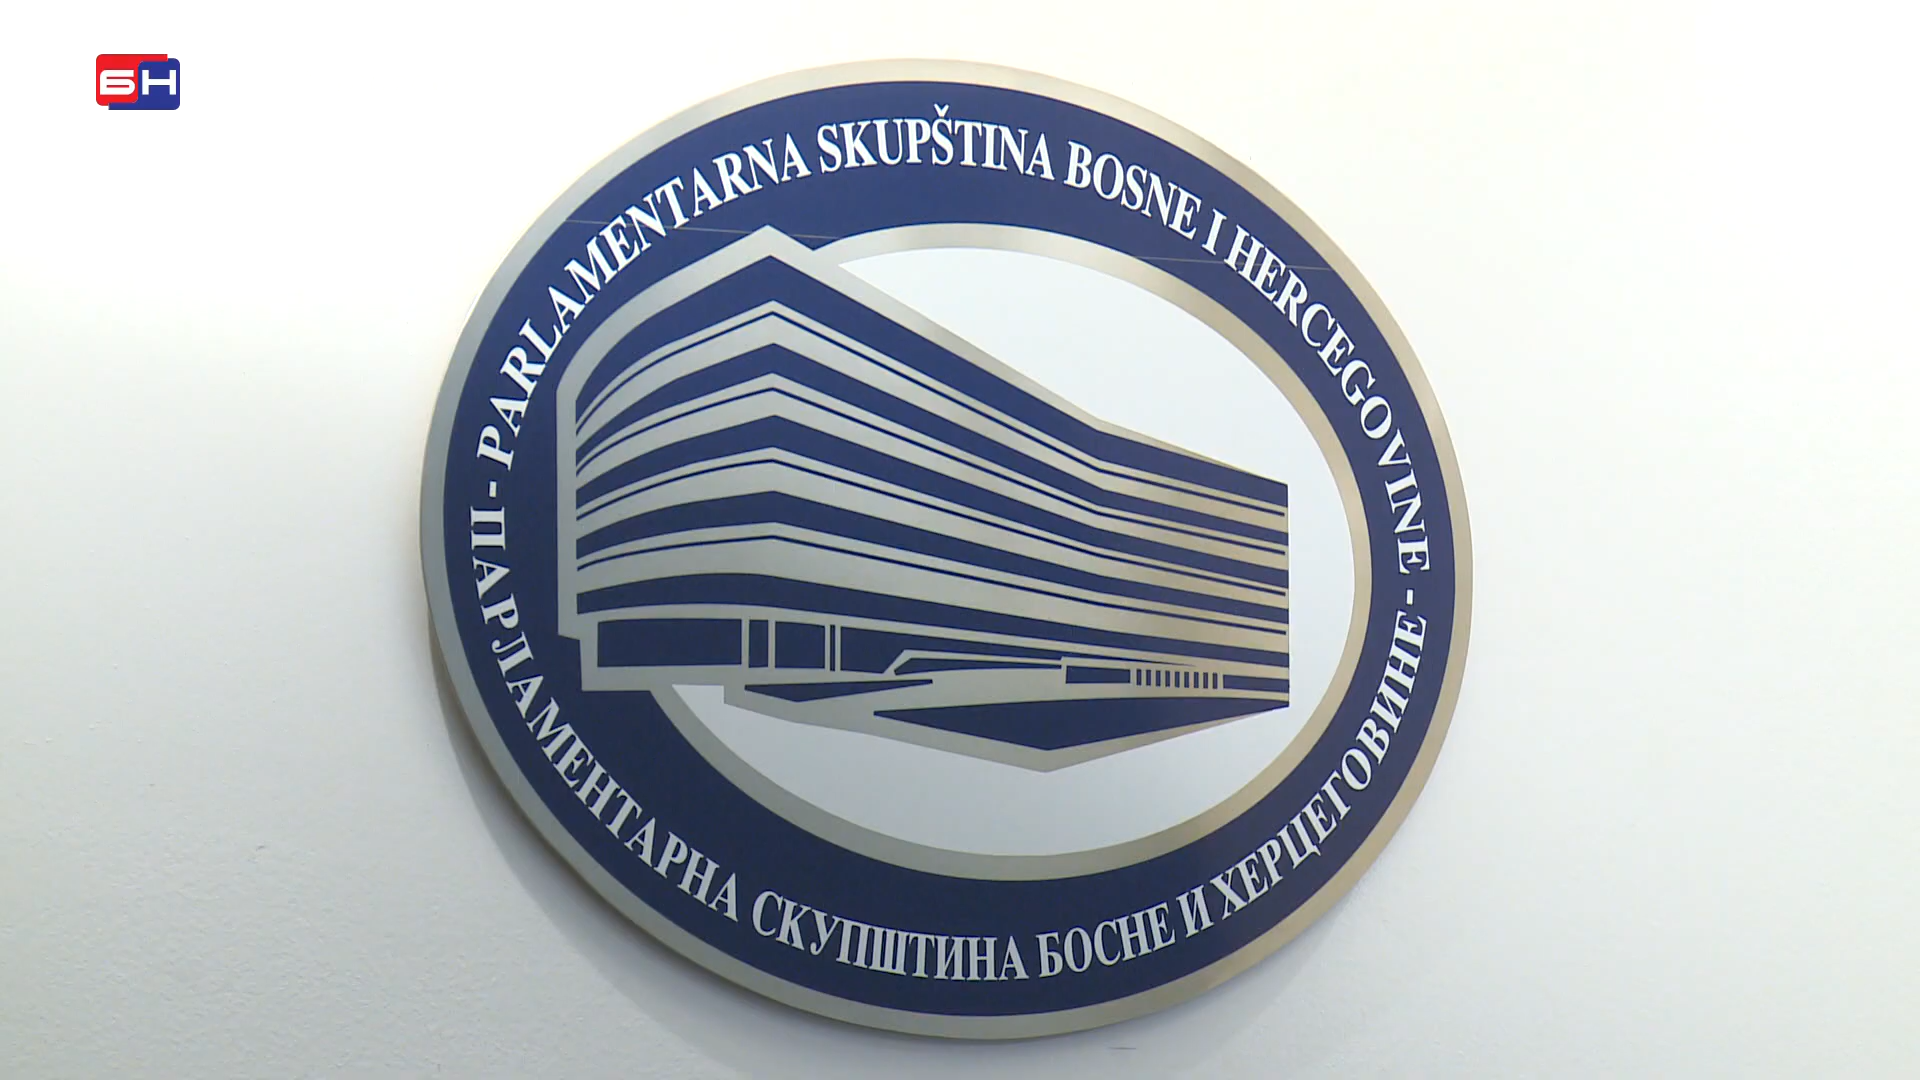 БН
- PARLAMENTARNA SKUPŠTINA BOSNE I HERCEGOVINE -
ПАРЛАМЕНТАРНА СКУПШТИНА БОСНЕ И ХЕРЦЕГОВИНЕ